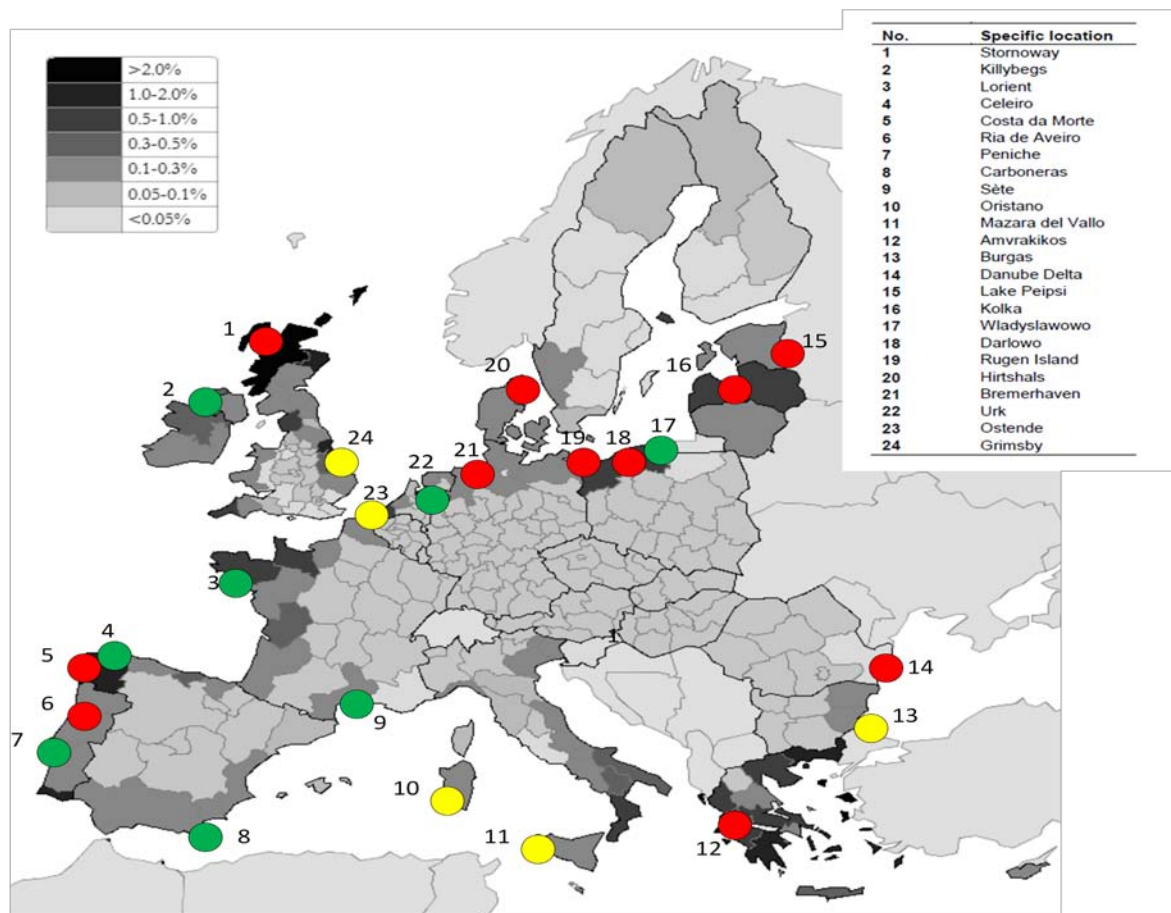 >2.0%
1.0-2.0%
0.5-1.0%
0.3-0.5%
0.1-0.3%
0.05-0.1%
<0.05%
No. Specific location
1 Stornoway
2 Killybegs
3 Lorient
4 Celeiro
5 Costa da Morte
6 Ria de Aveiro
7 Peniche
8 Carboneras
9 Sète
10 Oristano
11 Mazara del Vallo
12 Amvrakikos
13 Burgas
14 Danube Delta
15 Lake Peipsi
16 Kolka
17 Wladyslawowo
18 Darlowo
19 Rugen Island
20 Hirtshals
21 Bremerhaven
22 Urk
23 Ostende
24 Grimsby
1
15
20
16
2
24
17
19
18
21
22
23
3
4
1
5
14
6
9
13
7
10
8
11
12